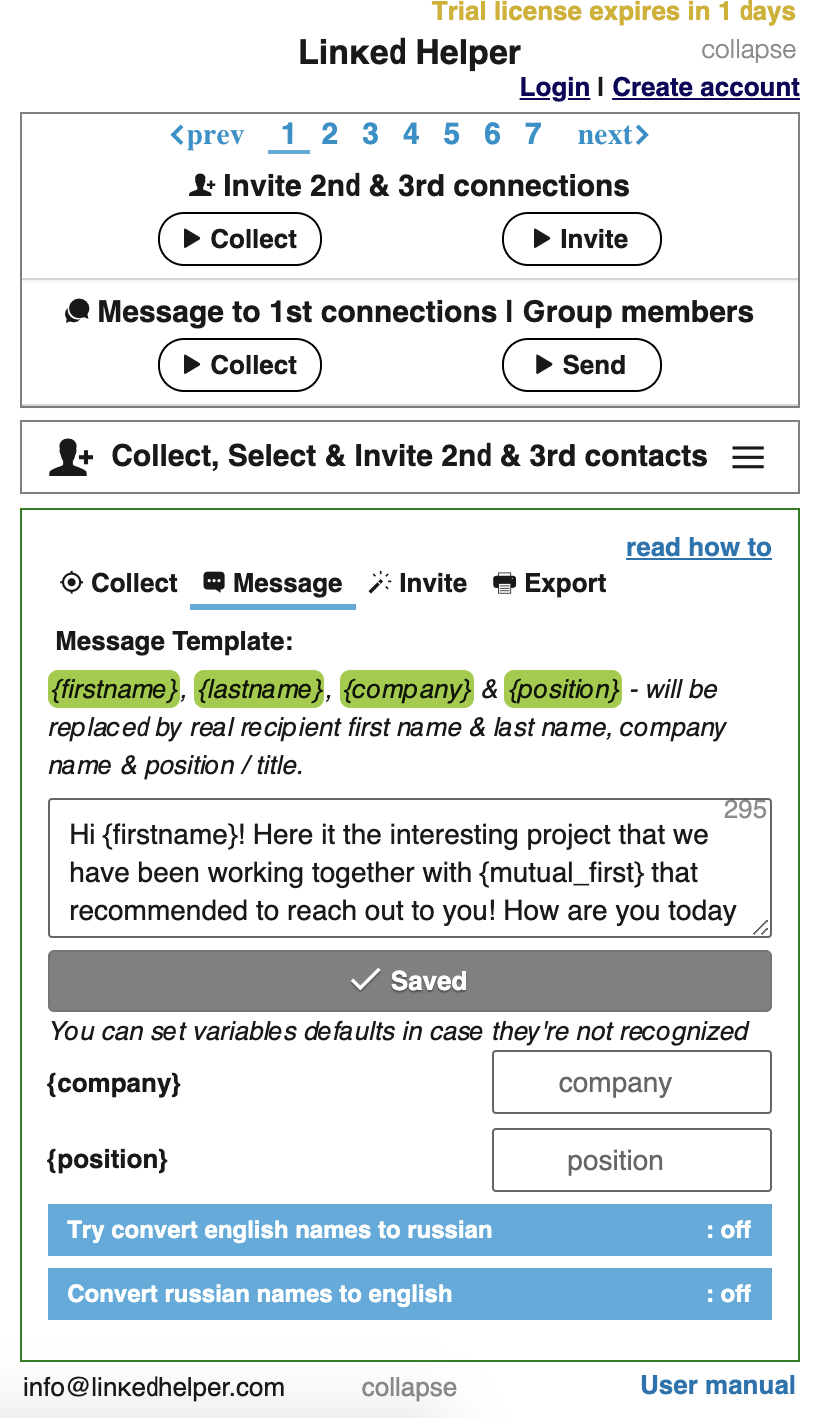 Trial license expires in 1 days
Linкed Helper collapse
Login | Create account
<prev 1 2 3 4 5 6 7 next>
Invite 2nd & 3rd connections
Collect Invite
Message to 1st connections | Group members
Collect Send
Collect, Select & Invite 2nd & 3rd contacts
read how to
Collect Message Invite Export
Message Template:
{firstname}, {lastname}, {company} & {position} - will be
replaced by real recipient first name & last name, company
name & position / title.
295
Hi {firstname}! Here it the interesting project that we
have been working together with {mutual_first} that
recommended to reach out to you! How are you today
Saved
You can set variables defaults in case they're not recognized
{company} company
{position} position
Try convert english names to russian : off
Convert russian names to english : off
info@linкedhelper.com collapse User manual